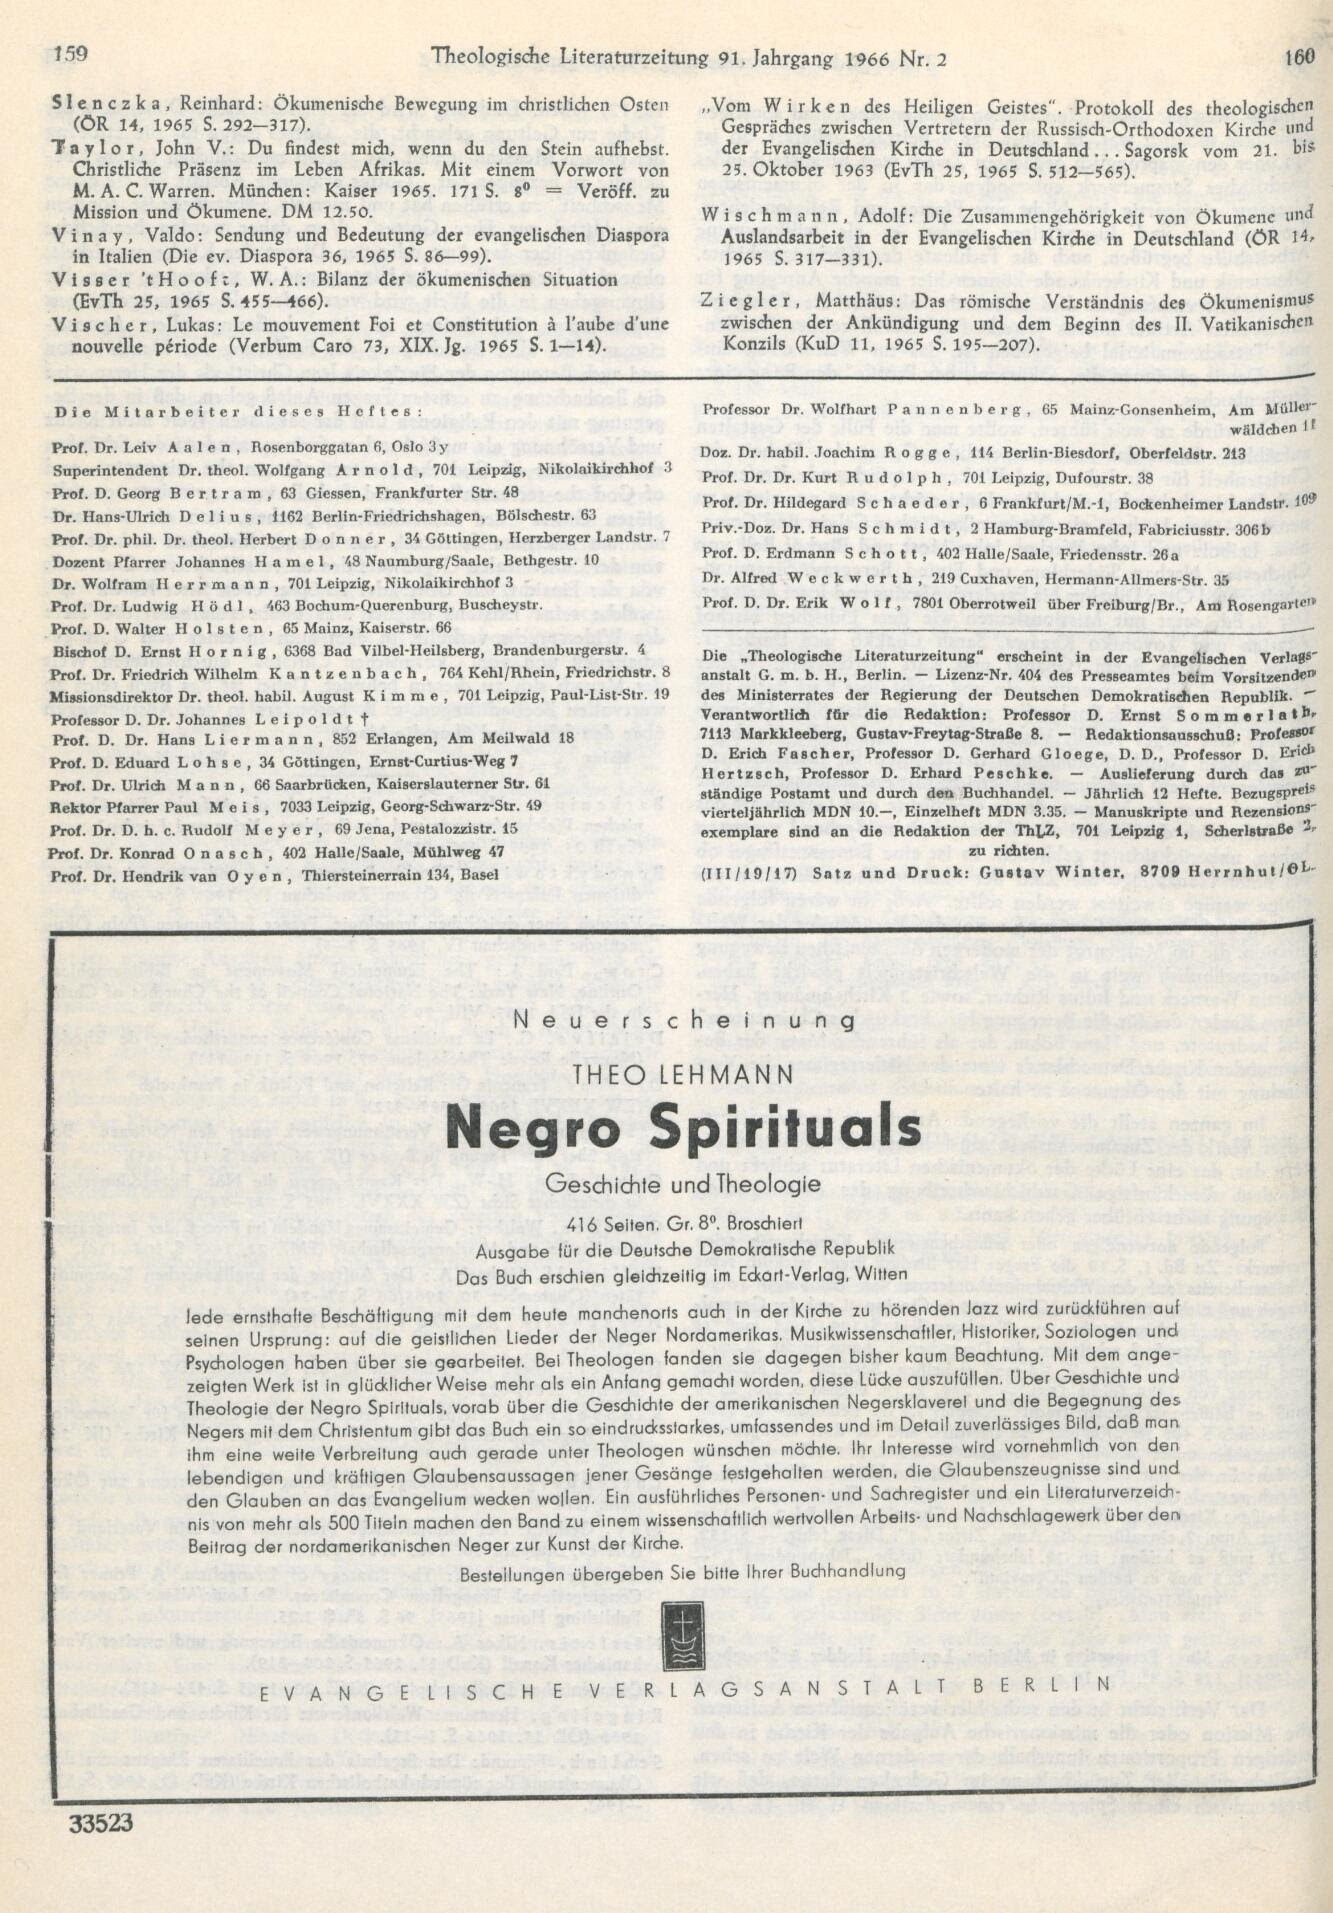 159
Theologische Literaturzeitung 91. Jahrgang 1966 Nr. 2
160
Slenczka, Reinhard: Ökumenische Bewegung im christlichen Osten
(ÖR 14, 1965 S. 292—317).
Taylor, John V.: Du findest mich, wenn du den Stein aufhebst.
Christliche Präsenz im Leben Afrikas. Mit einem Vorwort von
M. A. C. Warren. München: Kaiser 1965. 171 S. 8⁰ = Veröff. zu
Mission und Ökumene. DM 12.50.
Vinay, Valdo: Sendung und Bedeutung der evangelischen Diaspora
in Italien (Die ev. Diaspora 36, 1965 S. 86—99).
Visser 't Hooft, W. A.: Bilanz der ökumenischen Situation
(EvTh 25, 1965 S. 455—466).
Vischer, Lukas: Le mouvement Foi et Constitution à l'aube d'une
nouvelle période (Verbum Caro 73, XIX. Jg. 1965 S. 1—14).
„Vom Wirken des Heiligen Geistes“. Protokoll des theologischen
Gespräches zwischen Vertretern der Russisch-Orthodoxen Kirche und
der Evangelischen Kirche in Deutschland . . . Sagorsk vom 21. bis
25. Oktober 1963 (EvTh 25, 1965 S. 512—565).
Wischmann, Adolf: Die Zusammengehörigkeit von Ökumene und
Auslandsarbeit in der Evangelischen Kirche in Deutschland (ÖR 14,
1965 S. 317—331).
Ziegler, Matthäus: Das römische Verständnis des Ökumenismus
zwischen der Ankündigung und dem Beginn des II. Vatikanischen
Konzils (KuD 11, 1965 S. 195—207).
Die Mitarbeiter dieses Heftes:
Prof. Dr. Leiv Aalen, Rosenborggatan 6, Oslo 3y
Superintendent Dr. theol. Wolfgang Arnold, 701 Leipzig, Nikolaikirchhof 3
Prof. D. Georg Bertram, 63 Giessen, Frankfurter Str. 48
Dr. Hans-Ulrich Delius, 1162 Berlin-Friedrichshagen, Bölschestr. 63
Prof. Dr. phil. Dr. theol. Herbert Donner, 34 Göttingen, Herzberger Landstr. 7
Dozent Pfarrer Johannes Hamel, 48 Naumburg/Saale, Bethgestr. 10
Dr. Wolfram Herrmann, 701 Leipzig, Nikolaikirchhof 3
Prof. Dr. Ludwig Hödl, 463 Bochum-Querenburg, Buscheystr.
Prof. D. Walter Holsten, 65 Mainz, Kaiserstr. 66
Bischof D. Ernst Hornig, 6368 Bad Vilbel-Heilsberg, Brandenburgerstr. 4
Prof. Dr. Friedrich Wilhelm Kantzenbach, 764 Kehl/Rhein, Friedrichstr. 8
Missionsdirektor Dr. theol. habil. August Kimme, 701 Leipzig, Paul-List-Str. 19
Professor D. Dr. Johannes Leipoldt †
Prof. D. Dr. Hans Liermann, 852 Erlangen, Am Meilwald 18
Prof. D. Eduard Lohse, 34 Göttingen, Ernst-Curtius-Weg 7
Prof. Dr. Ulrich Mann, 66 Saarbrücken, Kaiserslauterner Str. 61
Rektor Pfarrer Paul Meis, 7033 Leipzig, Georg-Schwarz-Str. 49
Prof. Dr. D. h. c. Rudolf Meyer, 69 Jena, Pestalozzistr. 15
Prof. Dr. Konrad Onasch, 402 Halle/Saale, Mühlweg 47
Prof. Dr. Hendrik van Oyen, Thiersteinerrain 134, Basel
Professor Dr. Wolfhart Pannenberg, 65 Mainz-Gonsenheim, Am Müller-
wäldchen 11
Doz. Dr. habil. Joachim Rogge, 114 Berlin-Biesdorf, Oberfeldstr. 213
Prof. Dr. Dr. Kurt Rudolph, 701 Leipzig, Dufourstr. 38
Prof. Dr. Hildegard Schaeder, 6 Frankfurt/M.-1, Bockenheimer Landstr. 109
Priv.-Doz. Dr. Hans Schmidt, 2 Hamburg-Bramfeld, Fabriciusstr. 306b
Prof. D. Erdmann Schott, 402 Halle/Saale, Friedensstr. 26a
Dr. Alfred Weckwerth, 219 Cuxhaven, Hermann-Allmers-Str. 35
Prof. D. Dr. Erik Wolf, 7801 Oberrotweil über Freiburg/Br., Am Rosengarten
Die „Theologische Literaturzeitung“ erscheint in der Evangelischen Verlags-
anstalt G. m. b. H., Berlin. — Lizenz-Nr. 404 des Presseamtes beim Vorsitzenden
des Ministerrates der Regierung der Deutschen Demokratischen Republik. —
Verantwortlich für die Redaktion: Professor D. Ernst Sommerlath,
7113 Markkleeberg, Gustav-Freytag-Straße 8. — Redaktionsausschuß: Professor
D. Erich Fascher, Professor D. Gerhard Gloege, D. D., Professor D. Erich
Hertzsch, Professor D. Erhard Peschke. — Auslieferung durch das zu-
ständige Postamt und durch den Buchhandel. — Jährlich 12 Hefte. Bezugspreis
vierteljährlich MDN 10.—, Einzelheft MDN 3.35. — Manuskripte und Rezensions-
exemplare sind an die Redaktion der ThLZ, 701 Leipzig 1, Scherlstraße 2,
zu richten.
(III/19/17) Satz und Druck: Gustav Winter, 8709 Herrnhut/OL.
Neuerscheinung
THEO LEHMANN
Negro Spirituals
Geschichte und Theologie
416 Seiten. Gr. 8⁰. Broschiert
Ausgabe für die Deutsche Demokratische Republik
Das Buch erschien gleichzeitig im Eckart-Verlag, Witten
Jede ernsthafte Beschäftigung mit dem heute manchenorts auch in der Kirche zu hörenden Jazz wird zurückführen auf
seinen Ursprung: auf die geistlichen Lieder der Neger Nordamerikas. Musikwissenschaftler, Historiker, Soziologen und
Psychologen haben über sie gearbeitet. Bei Theologen fanden sie dagegen bisher kaum Beachtung. Mit dem ange-
zeigten Werk ist in glücklicher Weise mehr als ein Anfang gemacht worden, diese Lücke auszufüllen. Über Geschichte und
Theologie der Negro Spirituals, vorab über die Geschichte der amerikanischen Negersklaverei und die Begegnung des
Negers mit dem Christentum gibt das Buch ein so eindrucksstarkes, umfassendes und im Detail zuverlässiges Bild, daß man
ihm eine weite Verbreitung auch gerade unter Theologen wünschen möchte. Ihr Interesse wird vornehmlich von den
lebendigen und kräftigen Glaubensaussagen jener Gesänge festgehalten werden, die Glaubenszeugnisse sind und
den Glauben an das Evangelium wecken wollen. Ein ausführliches Personen- und Sachregister und ein Literaturverzeich-
nis von mehr als 500 Titeln machen den Band zu einem wissenschaftlich wertvollen Arbeits- und Nachschlagewerk über den
Beitrag der nordamerikanischen Neger zur Kunst der Kirche.
Bestellungen übergeben Sie bitte Ihrer Buchhandlung
EVANGELISCHE VERLAGSANSTALT BERLIN
33523